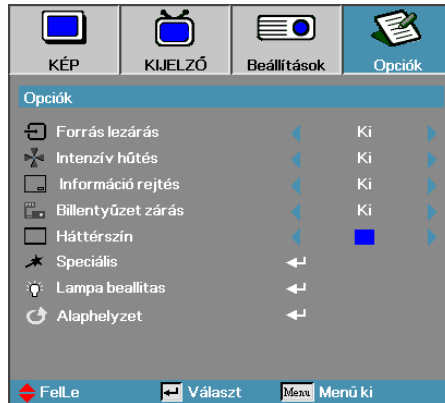 KÉP
KIJELZŐ
Beállítások
Opciók
Opciók
Forrás lezárás Ki
Intenzív hűtés Ki
Információ rejtés Ki
Billentyűzet zárás Ki
Háttérszín
Speciális
Lampa beallitas
Alaphelyzet
FelLe Választ Menu Menü ki